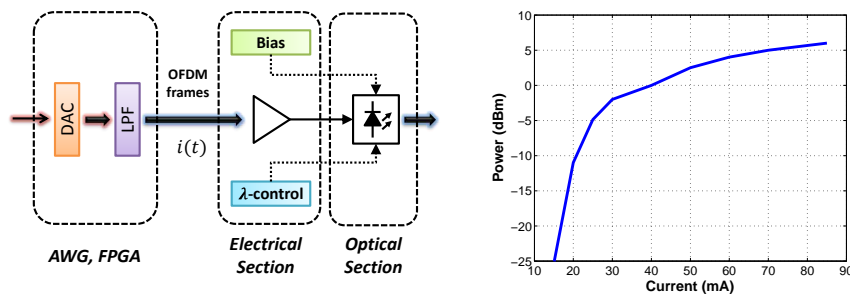 DAC
LPF
OFDM
frames
i(t)
Bias
λ-control
AWG, FPGA
Electrical
Section
Optical
Section
10
5
0
−5
−10
−15
−20
−25
Power (dBm)
10 20 30 40 50 60 70 80 90
Current (mA)